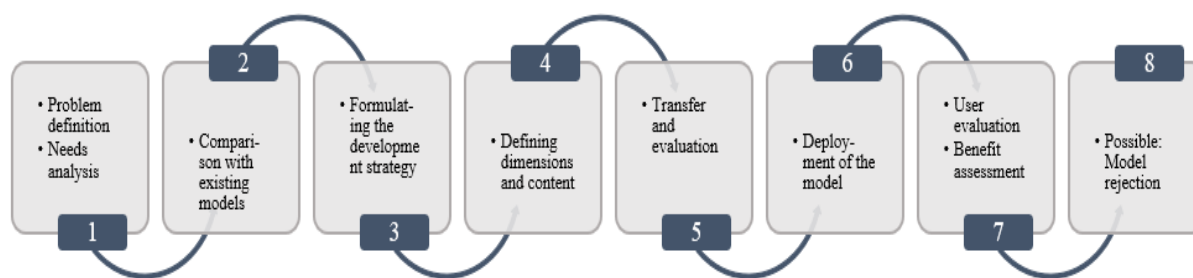 1
• Problem
definition
• Needs
analysis
2
• Compari-
son with
existing
models
3
• Formulat-
ing the
developme
nt strategy
4
• Defining
dimensions
and content
5
• Transfer
and
evaluation
6
• Deploy-
ment of the
model
7
• User
evaluation
• Benefit
assessment
8
• Possible:
Model
rejection